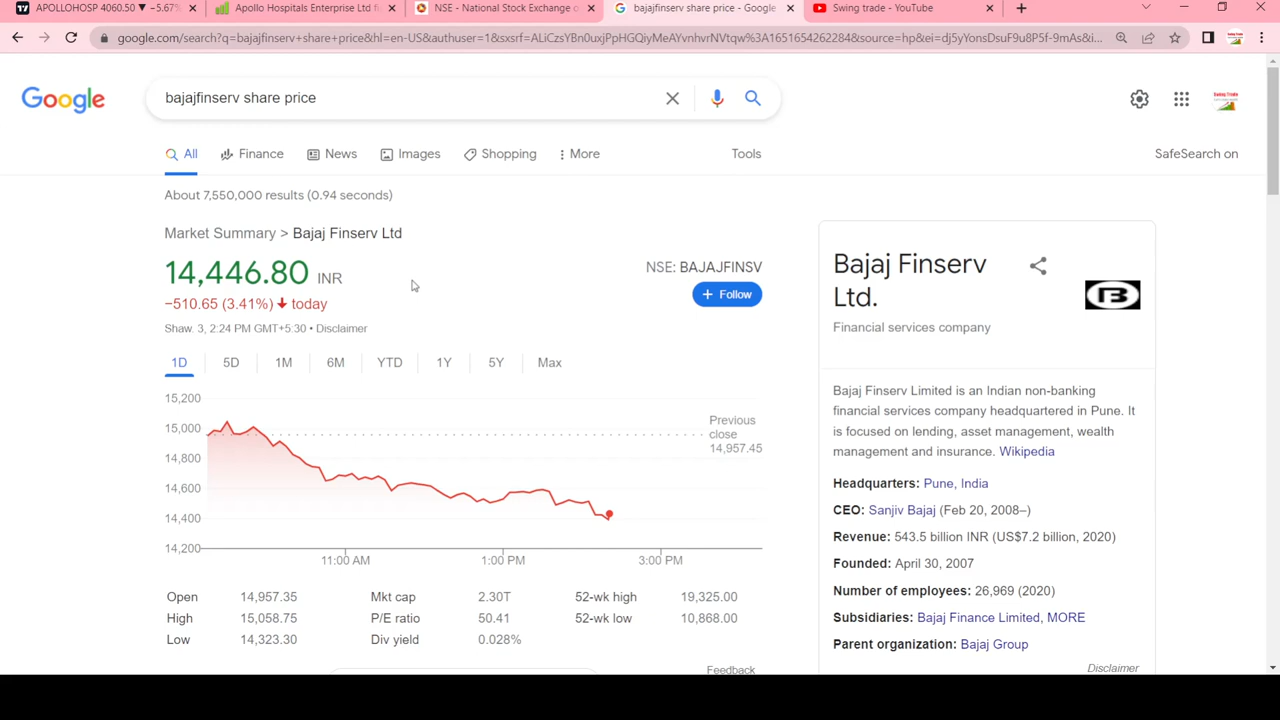 APOLLOHOSP 4060.50 ▼ −5.67%
Apollo Hospitals Enterprise Ltd f
NSE - National Stock Exchange o
bajajfinserv share price - Google
Swing trade - YouTube
google.com/search?q=bajajfinserv+share+price&hl=en-US&authuser=1&sxsrf=ALiCzsYBn0uxjPpHGQiyMeAYvnhvrNVtqw%3A1651654262284&source=hp&ei=dj5yYonsDsuF9u8P5f-9mAs&i...
Google
bajajfinserv share price
All
Finance
News
Images
Shopping
More
Tools
SafeSearch on
About 7,550,000 results (0.94 seconds)
Market Summary > Bajaj Finserv Ltd
14,446.80 INR
−510.65 (3.41%) today
Shaw. 3, 2:24 PM GMT+5:30 • Disclaimer
NSE: BAJAJFINSV
+ Follow
1D
5D
1M
6M
YTD
1Y
5Y
Max
15,200
15,000
14,800
14,600
14,400
14,200
Previous
close
14,957.45
11:00 AM
1:00 PM
3:00 PM
Open 14,957.35 Mkt cap 2.30T 52-wk high 19,325.00
High 15,058.75 P/E ratio 50.41 52-wk low 10,868.00
Low 14,323.30 Div yield 0.028%
Feedback
Bajaj Finserv
Ltd.
Financial services company
Bajaj Finserv Limited is an Indian non-banking
financial services company headquartered in Pune. It
is focused on lending, asset management, wealth
management and insurance. Wikipedia
Headquarters: Pune, India
CEO: Sanjiv Bajaj (Feb 20, 2008–)
Revenue: 543.5 billion INR (US$7.2 billion, 2020)
Founded: April 30, 2007
Number of employees: 26,969 (2020)
Subsidiaries: Bajaj Finance Limited, MORE
Parent organization: Bajaj Group
Disclaimer